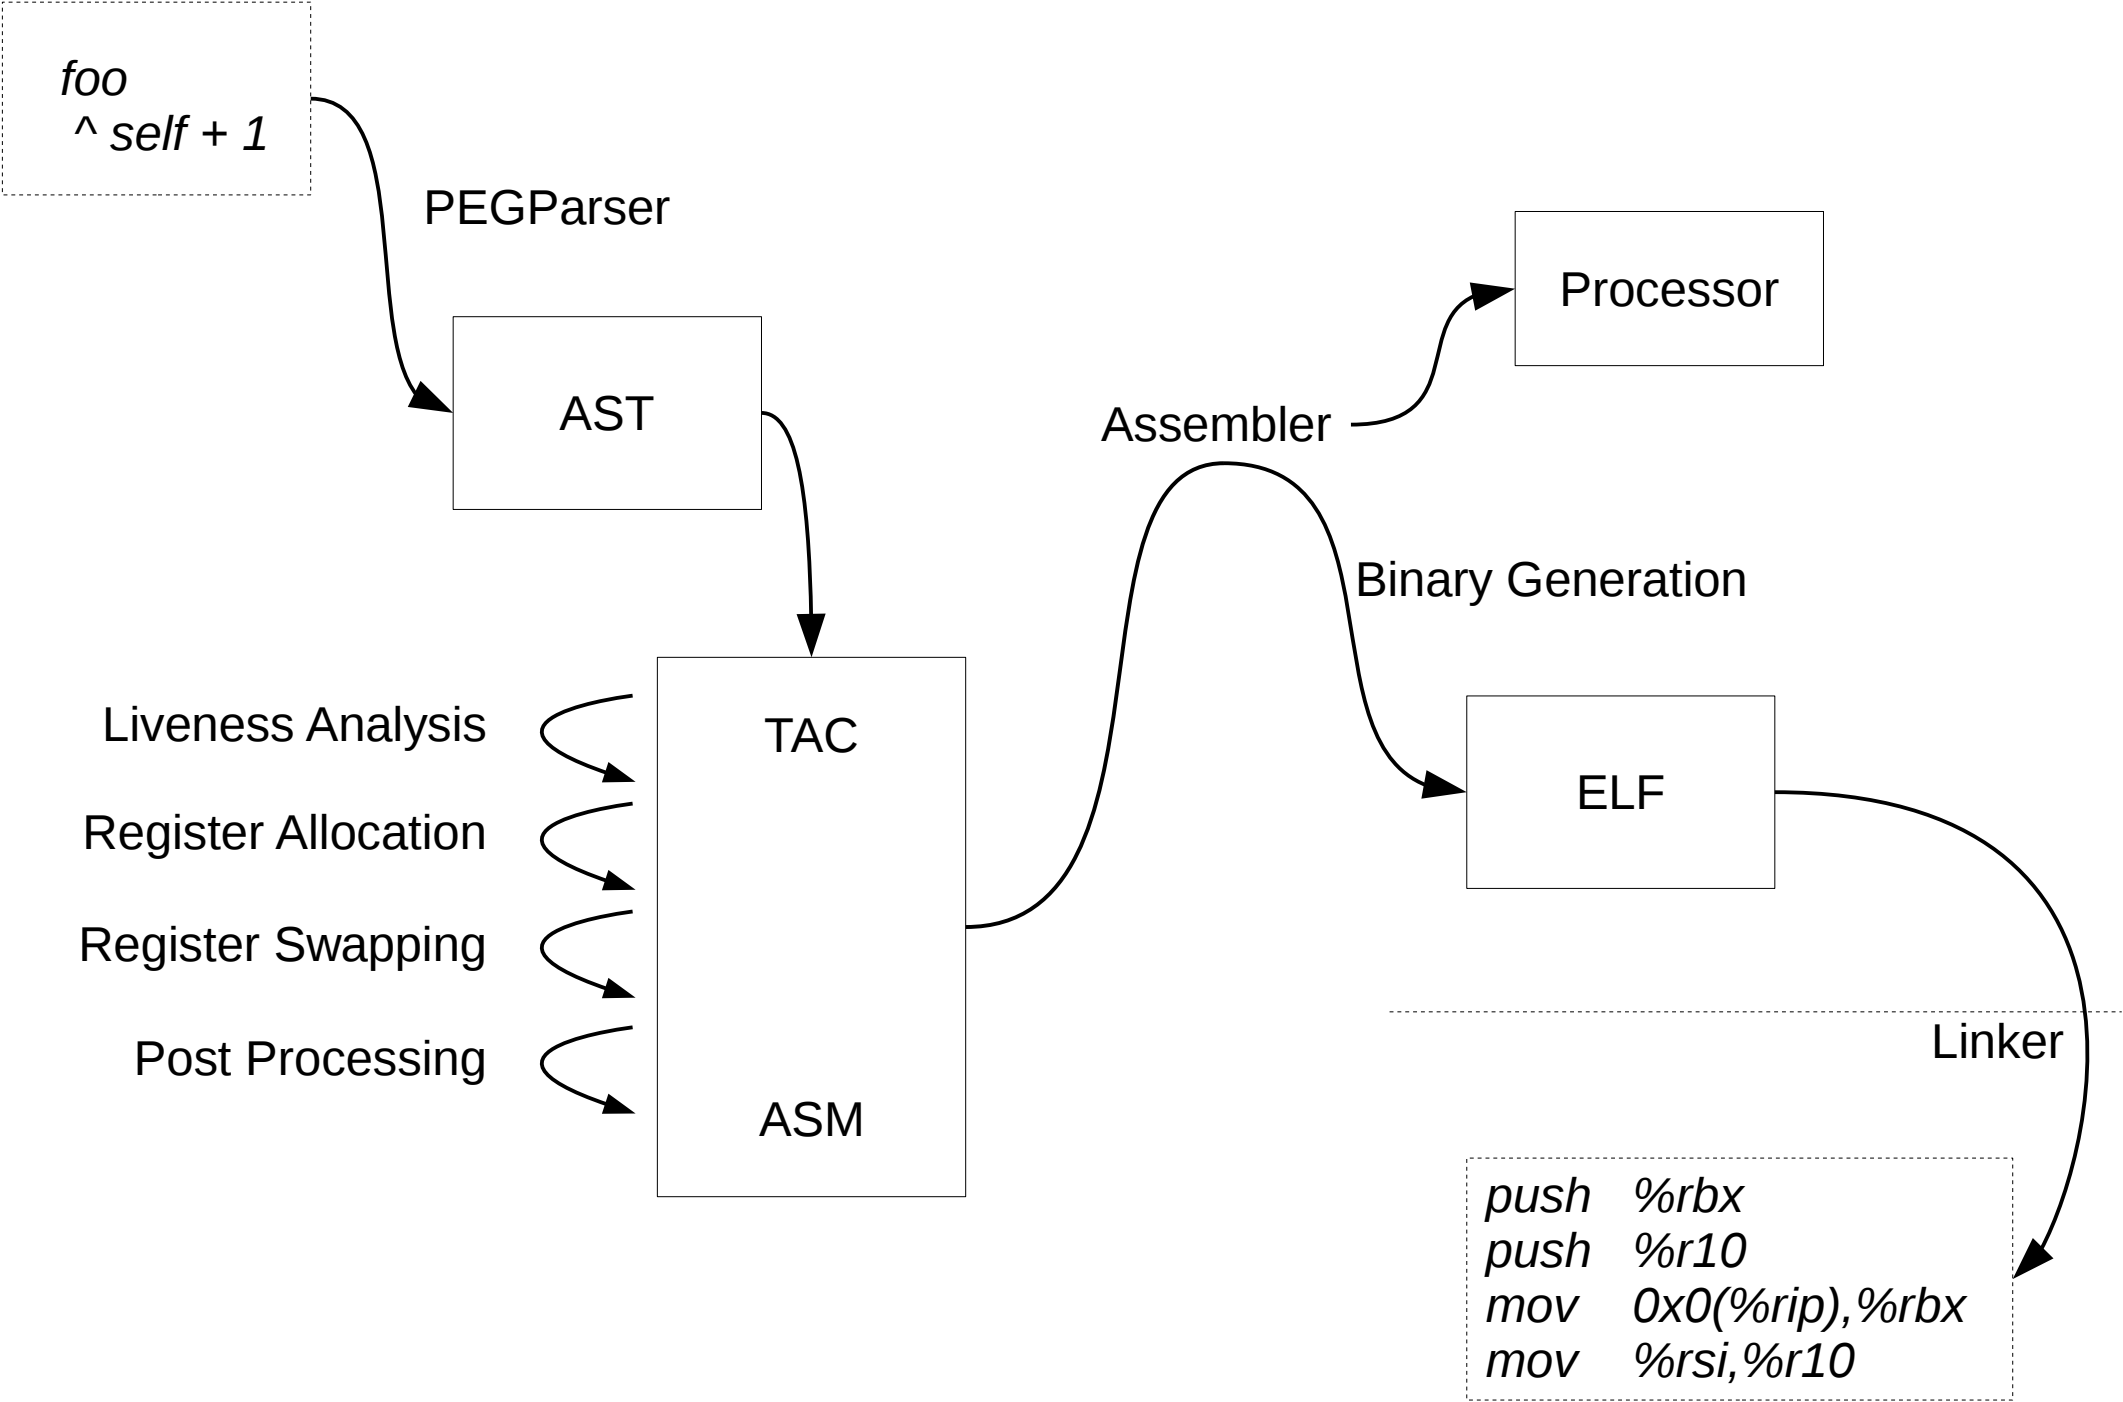 foo
^ self + 1
PEGParser
AST
Processor
Assembler
Binary Generation
Liveness Analysis
Register Allocation
Register Swapping
Post Processing
TAC
ASM
ELF
Linker
push %rbx
push %r10
mov 0x0(%rip),%rbx
mov %rsi,%r10